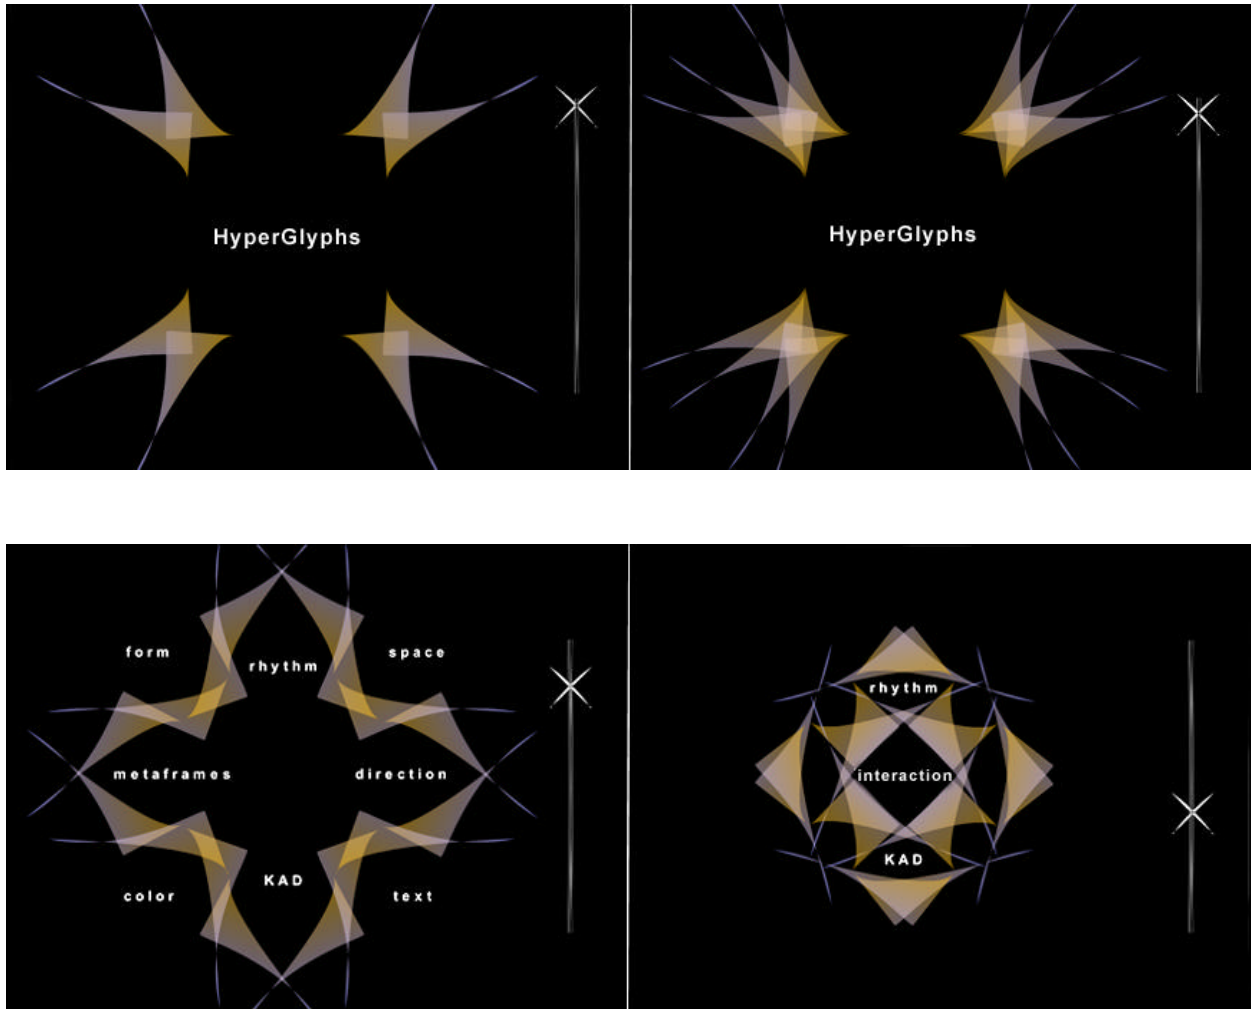 HyperGlyphs
HyperGlyphs
form
rhythm
space
metaframes
direction
KAD
color
text
rhythm
interaction
KAD